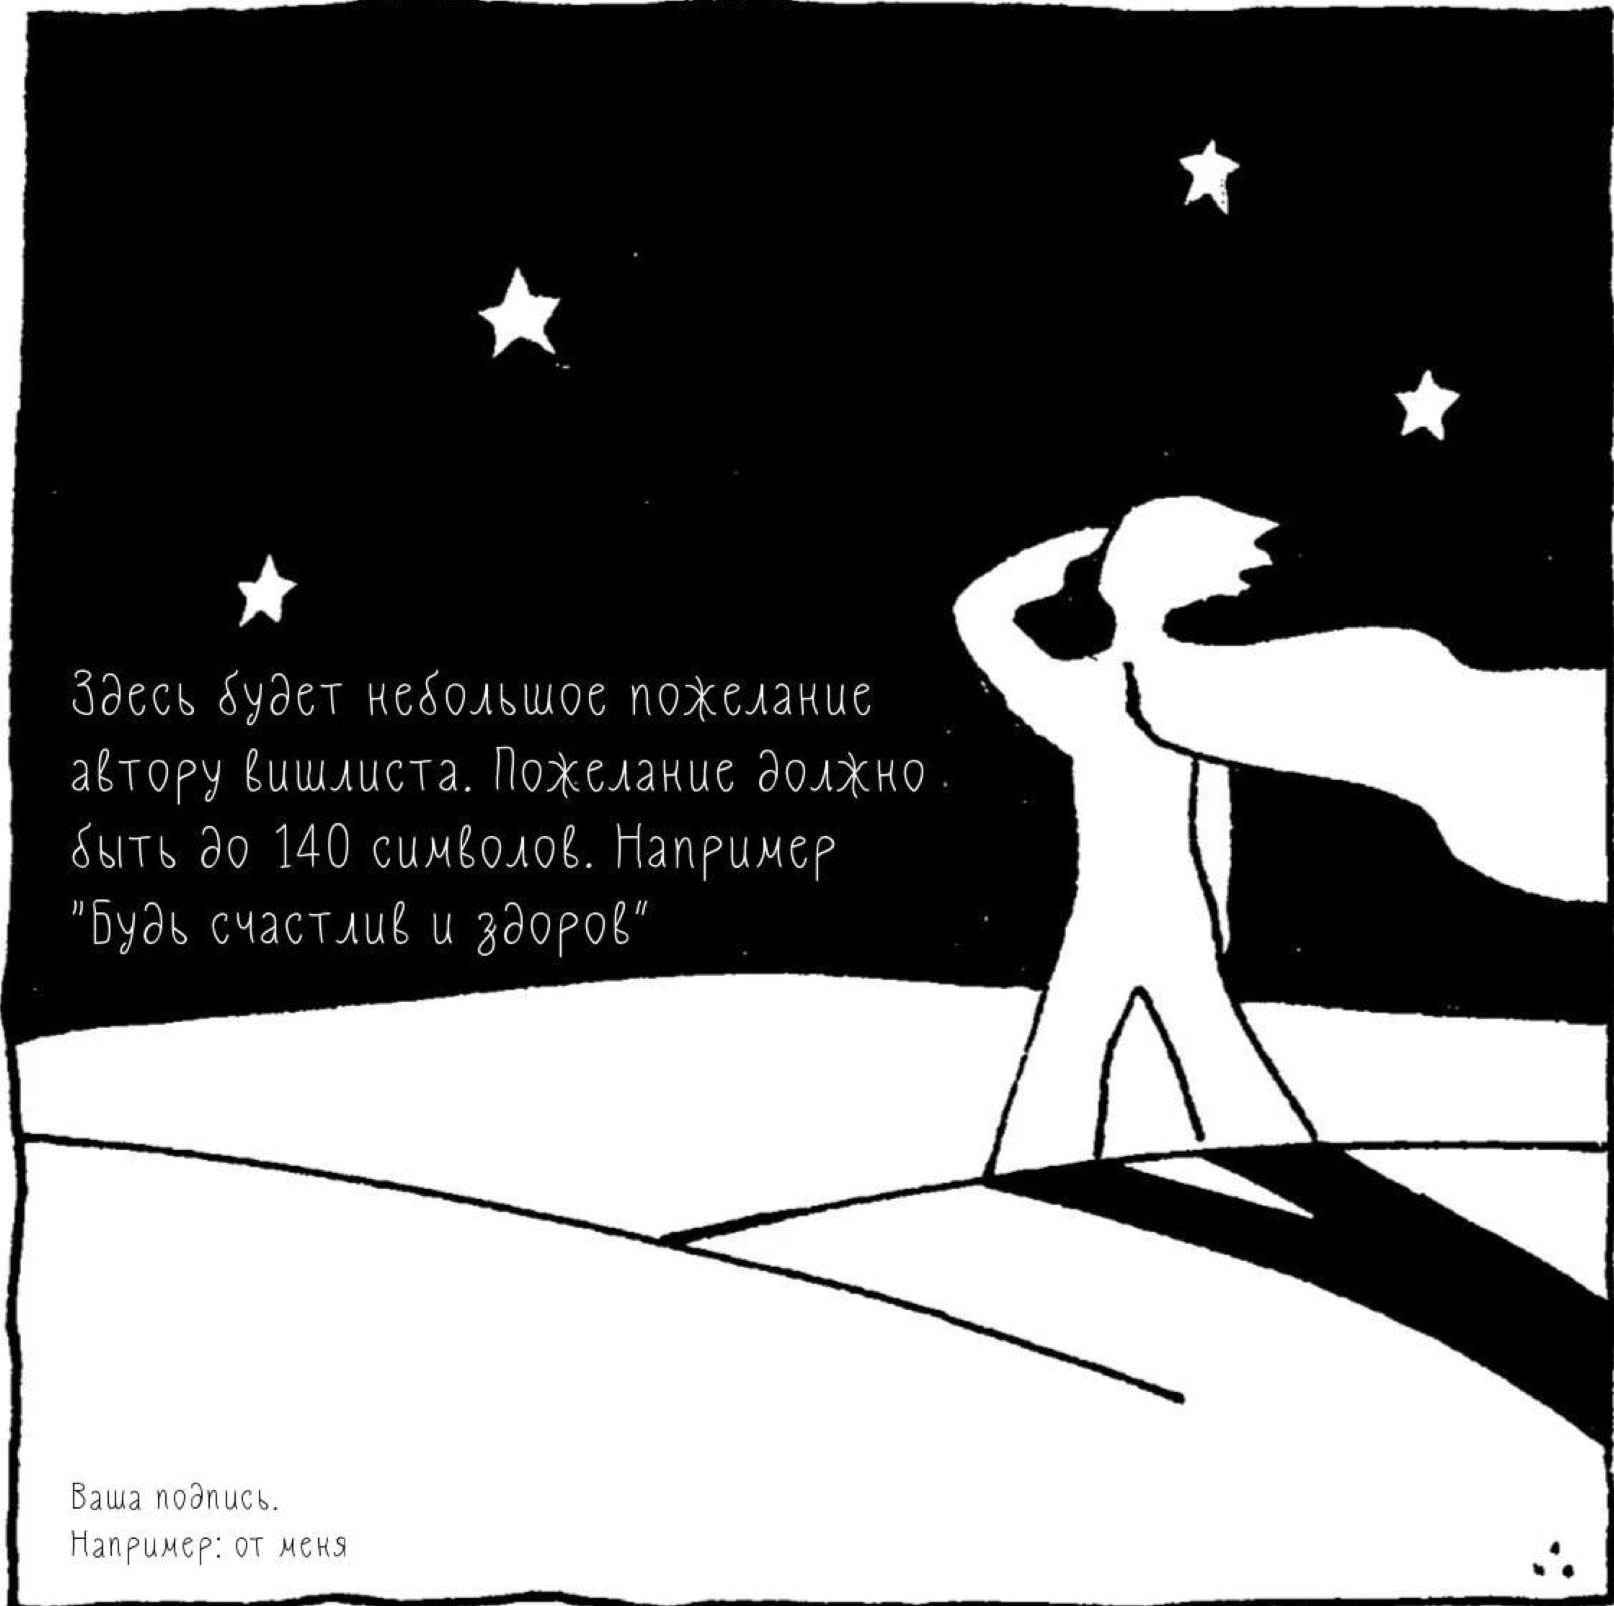 Здесь будет небольшое пожелание
автору вишлиста. Пожелание должно
быть до 140 символов. Например
"Будь счастлив и здоров"
Ваша подпись.
Например: от меня